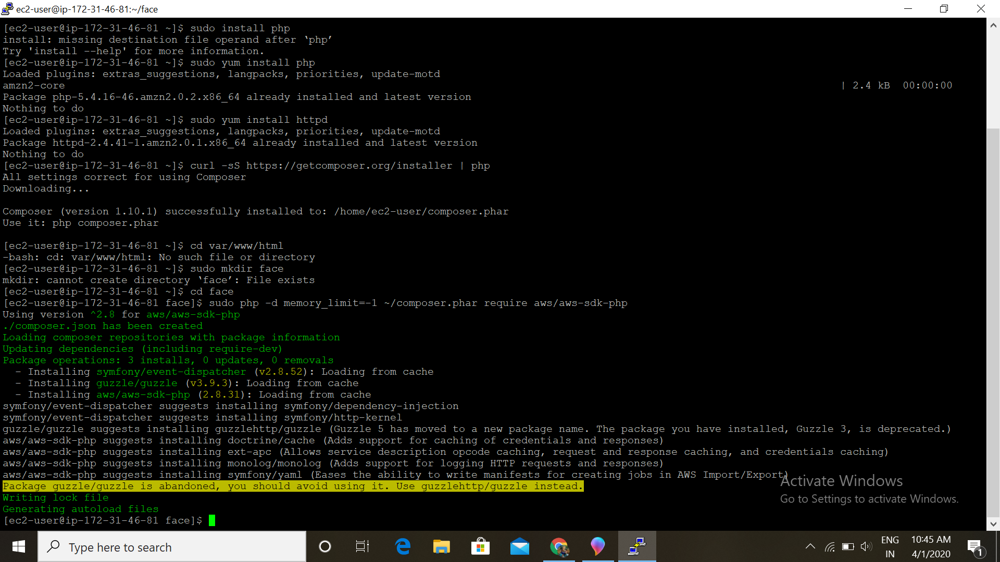 ec2-user@ip-172-31-46-81:~/face
[ec2-user@ip-172-31-46-81 ~]$ sudo install php
install: missing destination file operand after ‘php’
Try 'install --help' for more information.
[ec2-user@ip-172-31-46-81 ~]$ sudo yum install php
Loaded plugins: extras_suggestions, langpacks, priorities, update-motd
amzn2-core | 2.4 kB 00:00:00
Package php-5.4.16-46.amzn2.0.2.x86_64 already installed and latest version
Nothing to do
[ec2-user@ip-172-31-46-81 ~]$ sudo yum install httpd
Loaded plugins: extras_suggestions, langpacks, priorities, update-motd
Package httpd-2.4.41-1.amzn2.0.1.x86_64 already installed and latest version
Nothing to do
[ec2-user@ip-172-31-46-81 ~]$ curl -sS https://getcomposer.org/installer | php
All settings correct for using Composer
Downloading...
Composer (version 1.10.1) successfully installed to: /home/ec2-user/composer.phar
Use it: php composer.phar
[ec2-user@ip-172-31-46-81 ~]$ cd var/www/html
-bash: cd: var/www/html: No such file or directory
[ec2-user@ip-172-31-46-81 ~]$ sudo mkdir face
mkdir: cannot create directory ‘face’: File exists
[ec2-user@ip-172-31-46-81 ~]$ cd face
[ec2-user@ip-172-31-46-81 face]$ sudo php -d memory_limit=-1 ~/composer.phar require aws/aws-sdk-php
Using version ^2.8 for aws/aws-sdk-php
./composer.json has been created
Loading composer repositories with package information
Updating dependencies (including require-dev)
Package operations: 3 installs, 0 updates, 0 removals
- Installing symfony/event-dispatcher (v2.8.52): Loading from cache
- Installing guzzle/guzzle (v3.9.3): Loading from cache
- Installing aws/aws-sdk-php (2.8.31): Loading from cache
symfony/event-dispatcher suggests installing symfony/dependency-injection
symfony/event-dispatcher suggests installing symfony/http-kernel
guzzle/guzzle suggests installing guzzlehttp/guzzle (Guzzle 5 has moved to a new package name. The package you have installed, Guzzle 3, is deprecated.)
aws/aws-sdk-php suggests installing doctrine/cache (Adds support for caching of credentials and responses)
aws/aws-sdk-php suggests installing ext-apc (Allows service description opcode caching, request and response caching, and credentials caching)
aws/aws-sdk-php suggests installing monolog/monolog (Adds support for logging HTTP requests and responses)
aws/aws-sdk-php suggests installing symfony/yaml (Eases the ability to write manifests for creating jobs in AWS Import/Export)
Package guzzle/guzzle is abandoned, you should avoid using it. Use guzzlehttp/guzzle instead.
Writing lock file
Generating autoload files
[ec2-user@ip-172-31-46-81 face]$
Activate Windows
Go to Settings to activate Windows.
Type here to search
ENG
IN
10:45 AM
4/1/2020
1